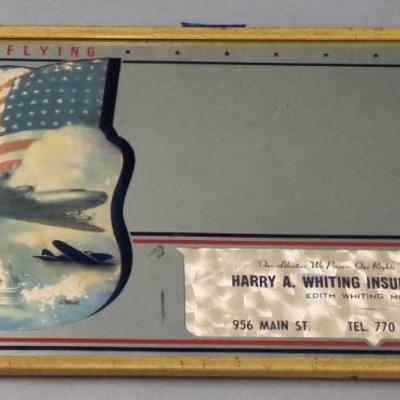 FLYING
"Our Liberties We Prize — Our Rights
HARRY A. WHITING INSU
EDITH WHITING M
956 MAIN ST. TEL. 770